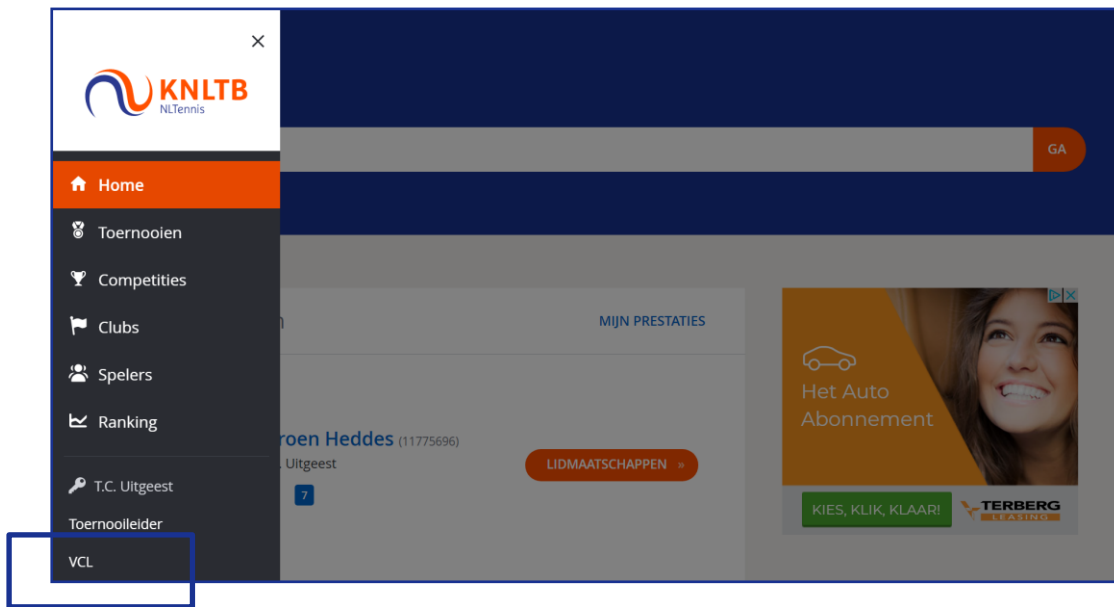 ×
KNLTB
NLTennis
GA
Home
Toernooien
Competities
Clubs
Spelers
Ranking
T.C. Uitgeest
Toernooileider
VCL
MIJN PRESTATIES
roen Heddes (11775696)
Uitgeest
7
LIDMAATSCHAPPEN »
Het Auto
Abonnement
KIES, KLIK, KLAAR!
TERBERG
LEASING